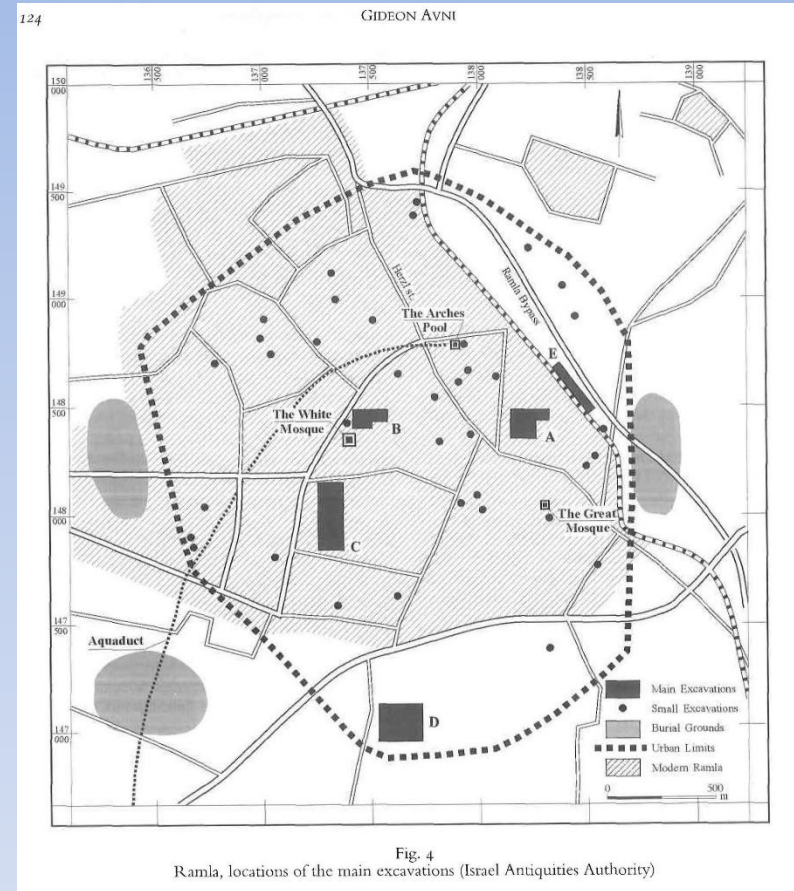 124
GIDEON AVNI
136
500
137
000
137
500
138
000
138
500
139
000
150
000
149
500
149
000
148
500
148
000
147
500
147
000
Herzl st.
Ramla Bypass
The Arches
Pool
E
The White
Mosque
B
A
The Great
Mosque
C
Aquaduct
D
Main Excavations
Small Excavations
Burial Grounds
Urban Limits
Modern Ramla
0
500
m
Fig. 4
Ramla, locations of the main excavations (Israel Antiquities Authority)